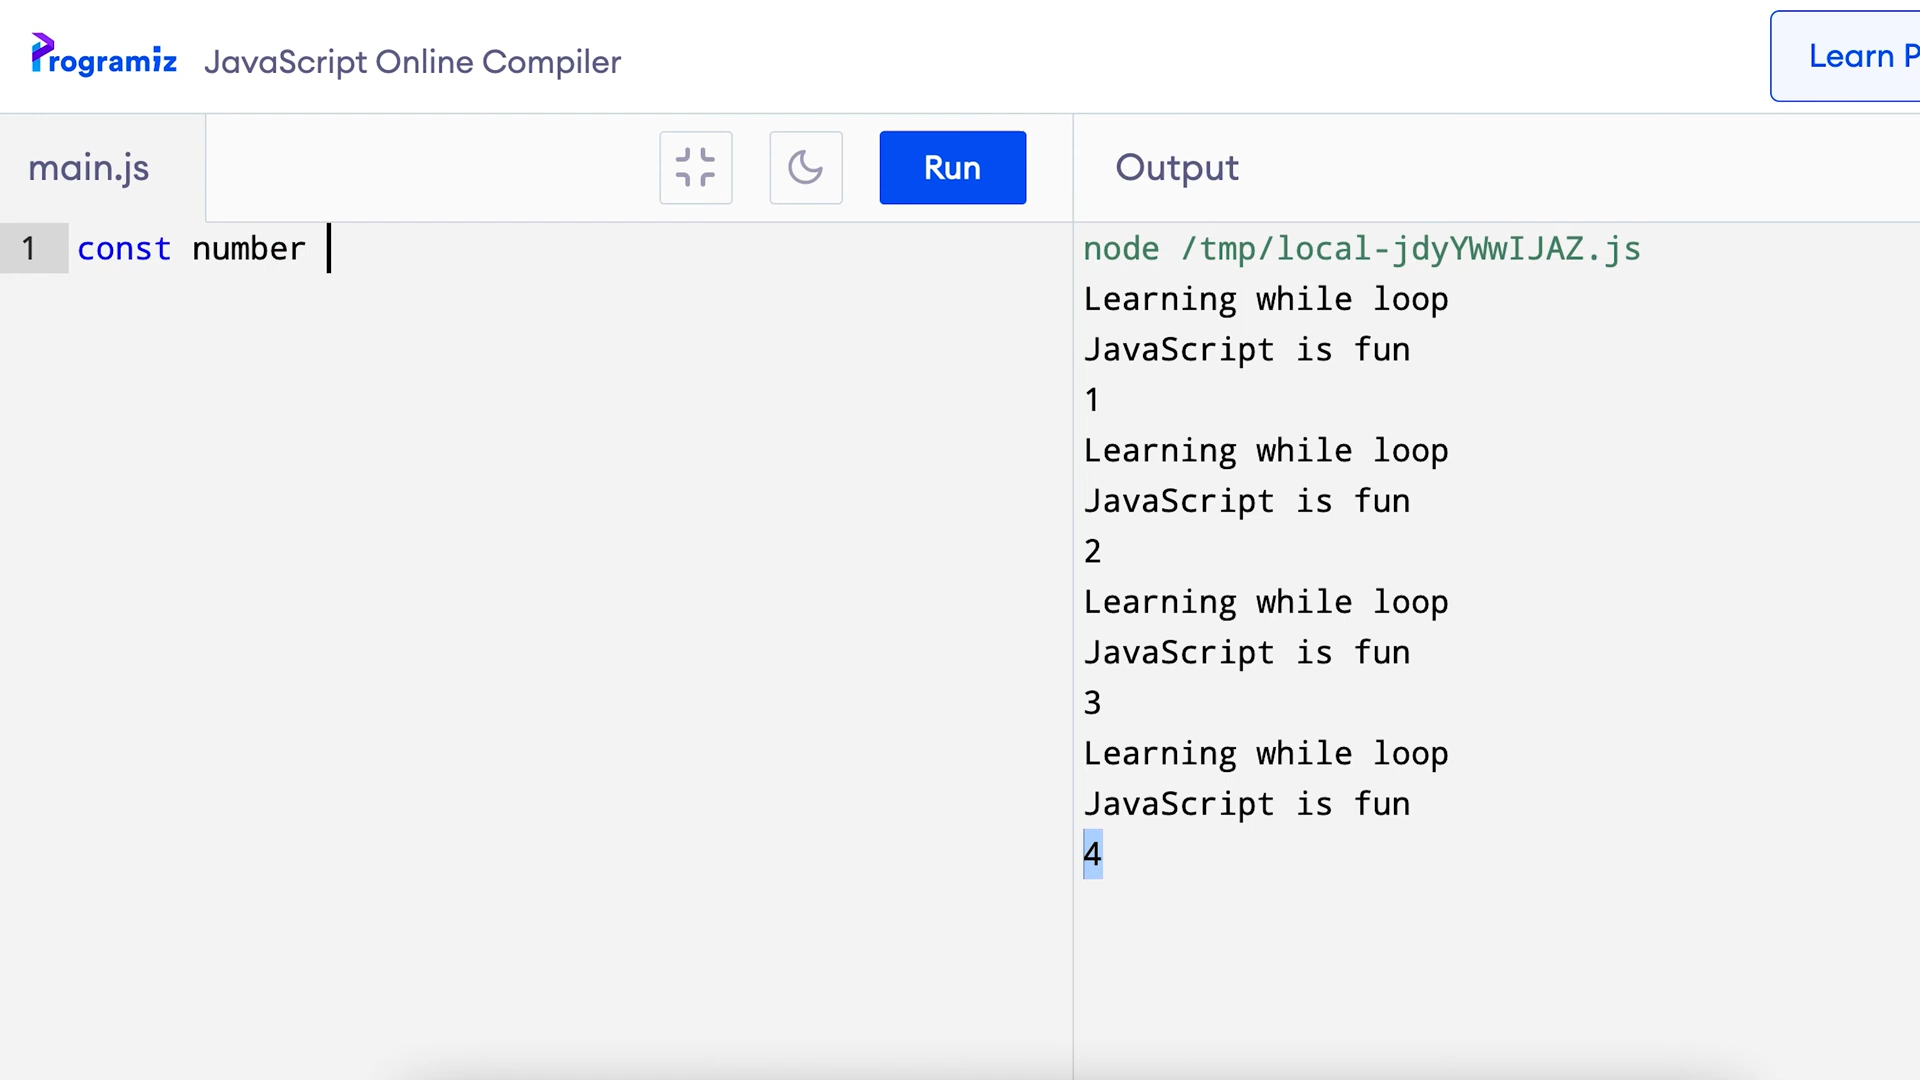 Programiz JavaScript Online Compiler
Learn P
main.js
Run
Output
1 const number
node /tmp/local-jdyYWwIJAZ.js
Learning while loop
JavaScript is fun
1
Learning while loop
JavaScript is fun
2
Learning while loop
JavaScript is fun
3
Learning while loop
JavaScript is fun
4